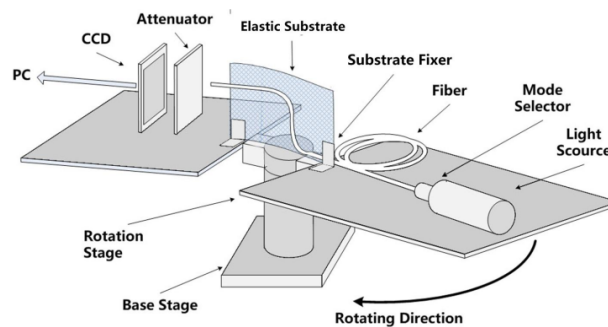 Attenuator
CCD
Elastic Substrate
PC
Substrate Fixer
Fiber
Mode
Selector
Light
Scource
Rotation
Stage
Base Stage
Rotating Direction